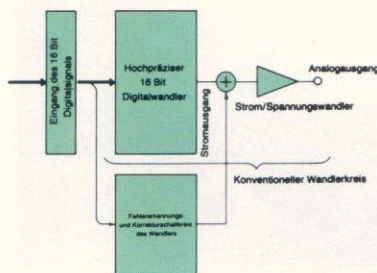 Eingang des 16 Bit
Digitalsignals
Hochpräziser
16 Bit
Digitalwandler
Stromausgang
Analogausgang
Strom/Spannungswandler
Konventioneller Wandlerkreis
Fehlererkennungs-
und Korrekturschaltkreis
des Wandlers